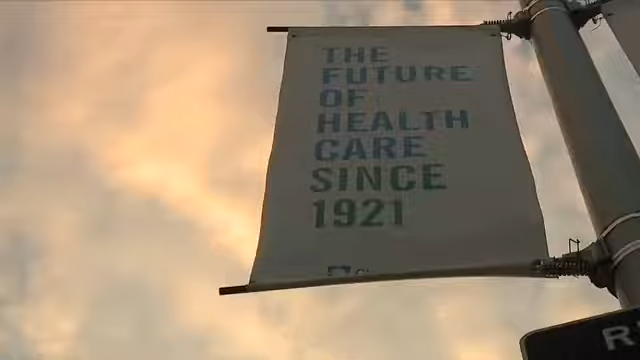 THE
FUTURE
OF
HEALTH
CARE
SINCE
1921
R